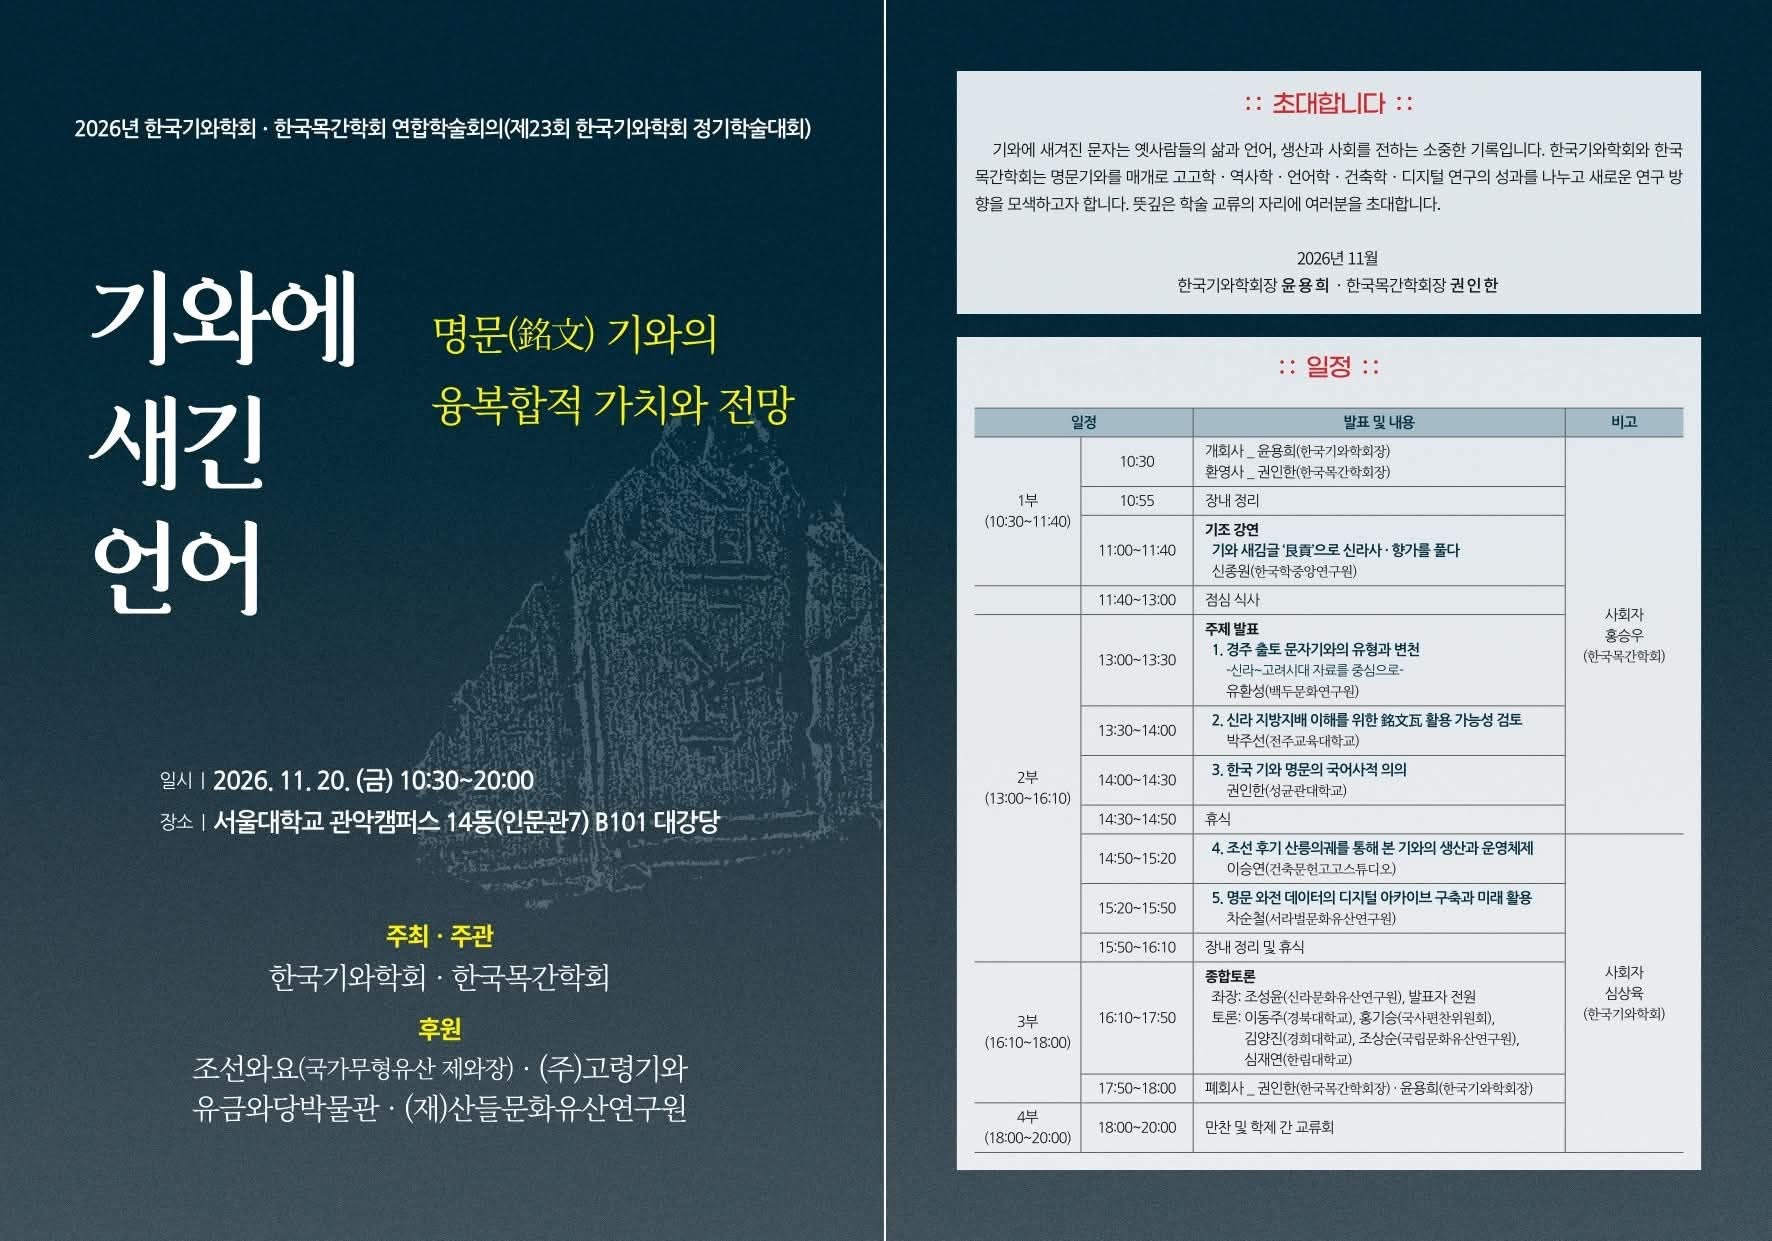 2026년 한국기와학회 · 한국목간학회 연합학술회의(제23회 한국기와학회 정기학술대회)
기와에
새긴
언어
명문(銘文) 기와의
융복합적 가치와 전망
일시 | 2026. 11. 20. (금) 10:30~20:00
장소 | 서울대학교 관악캠퍼스 14동(인문관7) B101 대강당
주최 · 주관
한국기와학회 · 한국목간학회
후원
조선와요(국가무형유산 제와장) · (주)고령기와
유금와당박물관 · (재)산들문화유산연구원
:: 초대합니다 ::
기와에 새겨진 문자는 옛사람들의 삶과 언어, 생산과 사회를 전하는 소중한 기록입니다. 한국기와학회와 한국
목간학회는 명문기와를 매개로 고고학 · 역사학 · 언어학 · 건축학 · 디지털 연구의 성과를 나누고 새로운 연구 방
향을 모색하고자 합니다. 뜻깊은 학술 교류의 자리에 여러분을 초대합니다.
2026년 11월
한국기와학회장 윤용희 · 한국목간학회장 권인한
:: 일정 ::
일정 발표 및 내용 비고
1부
(10:30~11:40)
10:30
개회사 _ 윤용희(한국기와학회장)
환영사 _ 권인한(한국목간학회장)
10:55 장내 정리
11:00~11:40
기조 강연
기와 새김글 '良貢'으로 신라사 · 향가를 풀다
신종원(한국학중앙연구원)
11:40~13:00 점심 식사
사회자
홍승우
(한국목간학회)
2부
(13:00~16:10)
13:00~13:30
주제 발표
1. 경주 출토 문자기와의 유형과 변천
-신라~고려시대 자료를 중심으로-
유환성(백두문화연구원)
13:30~14:00
2. 신라 지방지배 이해를 위한 銘文瓦 활용 가능성 검토
박주선(전주교육대학교)
14:00~14:30
3. 한국 기와 명문의 국어사적 의의
권인한(성균관대학교)
14:30~14:50 휴식
14:50~15:20
4. 조선 후기 산릉의궤를 통해 본 기와의 생산과 운영체제
이승연(건축문헌고고스튜디오)
15:20~15:50
5. 명문 와전 데이터의 디지털 아카이브 구축과 미래 활용
차순철(서라벌문화유산연구원)
15:50~16:10 장내 정리 및 휴식
사회자
심상육
(한국기와학회)
3부
(16:10~18:00)
16:10~17:50
종합토론
좌장: 조성윤(신라문화유산연구원), 발표자 전원
토론: 이동주(경북대학교), 홍기승(국사편찬위원회),
김양진(경희대학교), 조상순(국립문화유산연구원),
심재연(한림대학교)
17:50~18:00 폐회사 _ 권인한(한국목간학회장) · 윤용희(한국기와학회장)
4부
(18:00~20:00)
18:00~20:00 만찬 및 학제 간 교류회